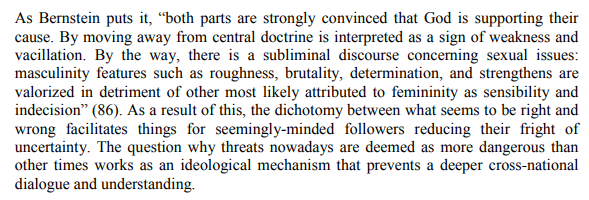 As Bernstein puts it, “both parts are strongly convinced that God is supporting their
cause. By moving away from central doctrine is interpreted as a sign of weakness and
vacillation. By the way, there is a subliminal discourse concerning sexual issues:
masculinity features such as roughness, brutality, determination, and strengthens are
valorized in detriment of other most likely attributed to femininity as sensibility and
indecision” (86). As a result of this, the dichotomy between what seems to be right and
wrong facilitates things for seemingly-minded followers reducing their fright of
uncertainty. The question why threats nowadays are deemed as more dangerous than
other times works as an ideological mechanism that prevents a deeper cross-national
dialogue and understanding.